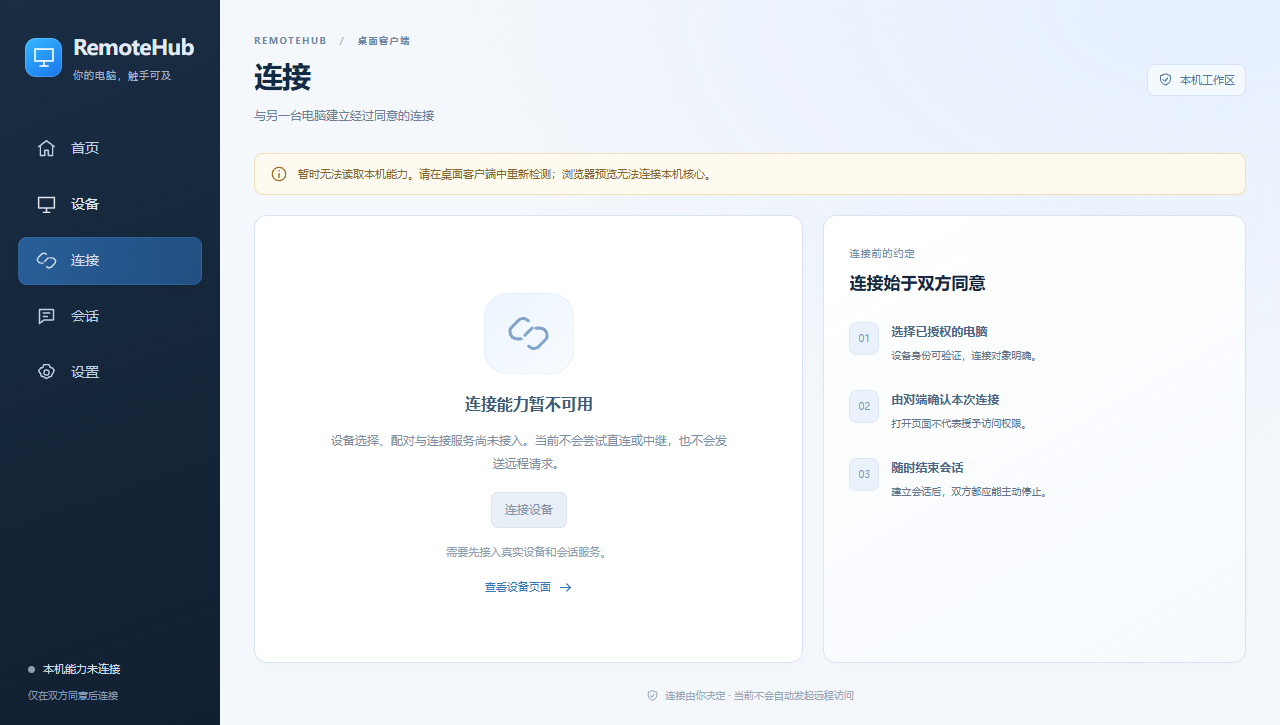 RemoteHub
你的电脑，触手可及
首页
设备
连接
会话
设置
本机能力未连接
仅在双方同意后连接
REMOTEHUB / 桌面客户端
连接
与另一台电脑建立经过同意的连接
本机工作区
暂时无法读取本机能力。请在桌面客户端中重新检测；浏览器预览无法连接本机核心。
连接能力暂不可用
设备选择、配对与连接服务尚未接入。当前不会尝试直连或中继，也不会发
送远程请求。
连接设备
需要先接入真实设备和会话服务。
查看设备页面
连接前的约定
连接始于双方同意
01
选择已授权的电脑
设备身份可验证，连接对象明确。
02
由对端确认本次连接
打开页面不代表授予访问权限。
03
随时结束会话
建立会话后，双方都应能主动停止。
连接由你决定 · 当前不会自动发起远程访问